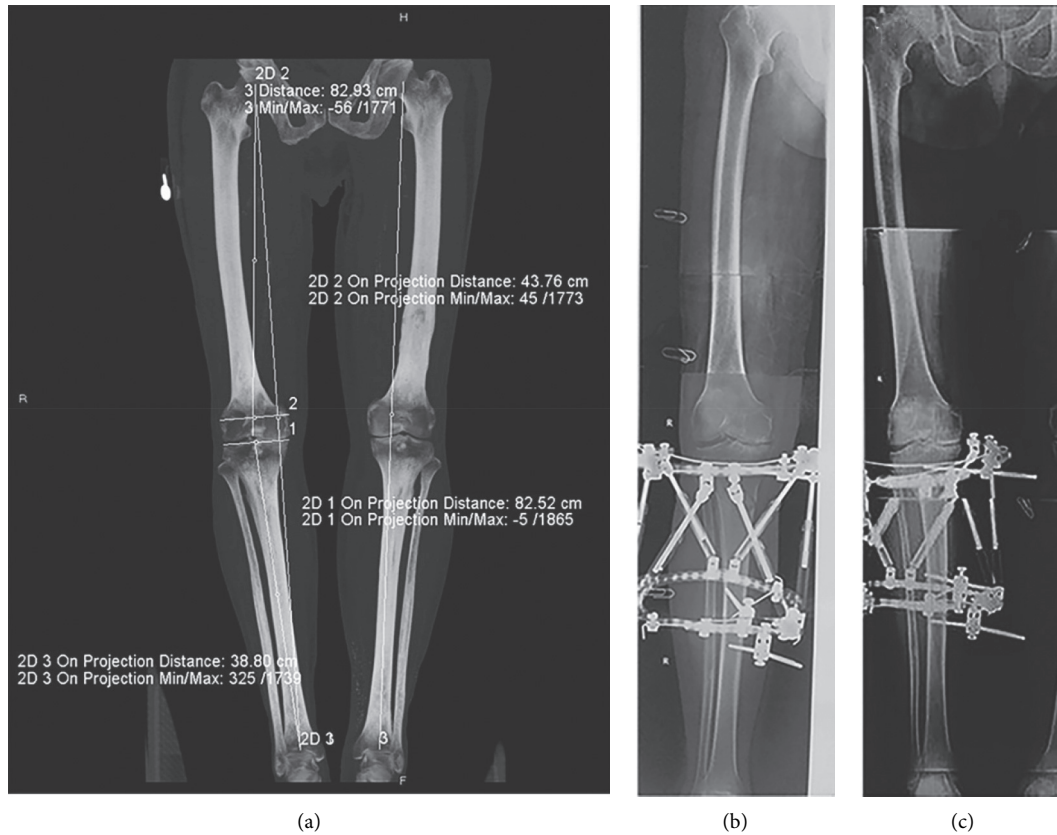 H
2D 2
3 Distance: 82.93 cm
3 Min/Max: -56 /1771
2D 2 On Projection Distance: 43.76 cm
2D 2 On Projection Min/Max: 45 /1773
R
2
1
2D 1 On Projection Distance: 82.52 cm
2D 1 On Projection Min/Max: -5 /1865
2D 3 On Projection Distance: 38.80 cm
2D 3 On Projection Min/Max: 325 /1739
2D 3
3
F
R
R
R
R
(a)
(b)
(c)